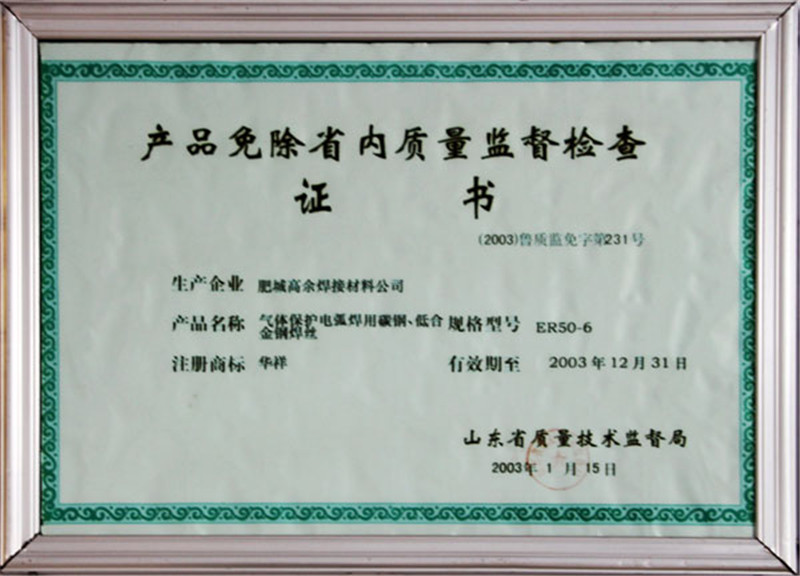 产品免除省内质量监督检查
证 书
(2003)鲁质监免字第231号
生产企业 肥城高余焊接材料公司
产品名称 气体保护电弧焊用碳钢、低合金钢焊丝 规格型号 ER50-6
注册商标 华祥 有效期至 2003年12月31日
山东省质量技术监督局
2003年1月15日